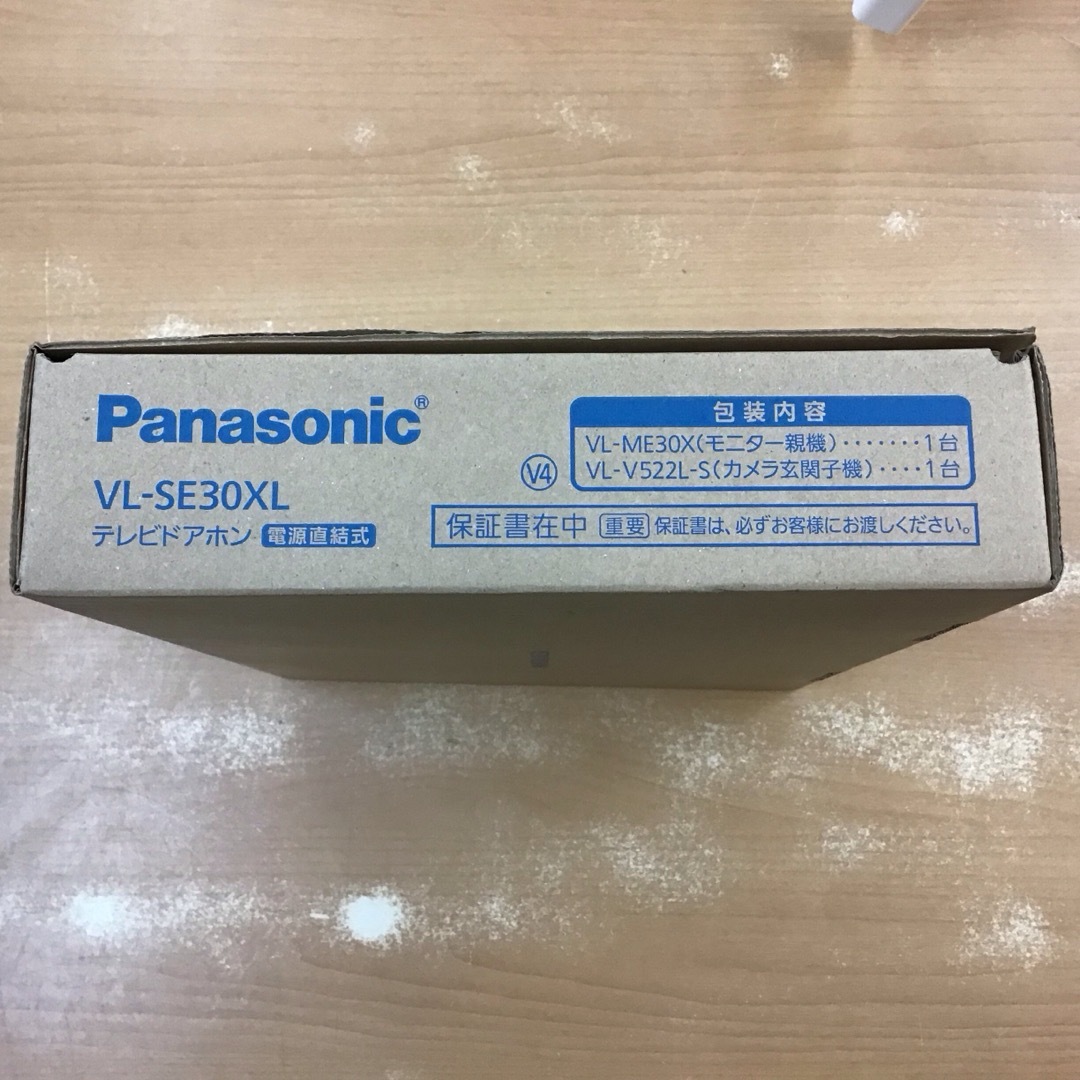 Panasonic®
VL-SE30XL
テレビドアホン 電源直結式
V4
包装内容
VL-ME30X(モニター親機)・・・・・・・1台
VL-V522L-S(カメラ玄関子機)・・・・1台
保証書在中 重要 保証書は、必ずお客様にお渡しください。